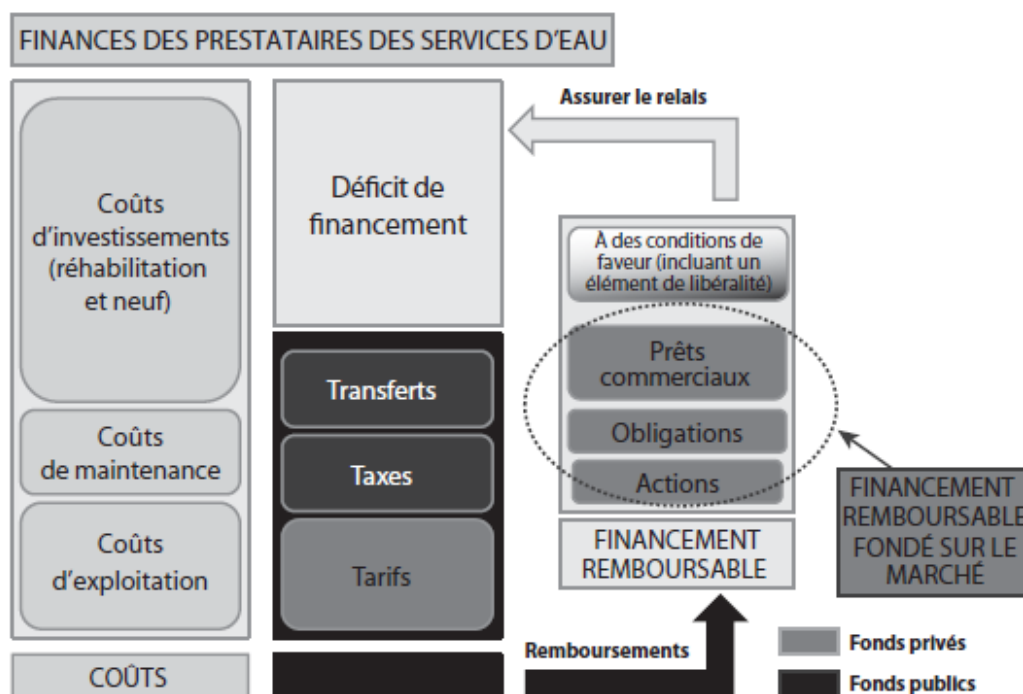 FINANCES DES PRESTATAIRES DES SERVICES D'EAU
Coûts
d'investissements
(réhabilitation
et neuf)
Coûts
de maintenance
Coûts
d'exploitation
COÛTS
Déficit de
financement
Transferts
Taxes
Tarifs
Assurer le relais
À des conditions de
faveur (incluant un
élément de libéralité)
Prêts
commerciaux
Obligations
Actions
FINANCEMENT
REMBOURSABLE
FINANCEMENT
REMBOURSABLE
FONDÉ SUR LE
MARCHÉ
Remboursements
Fonds privés
Fonds publics